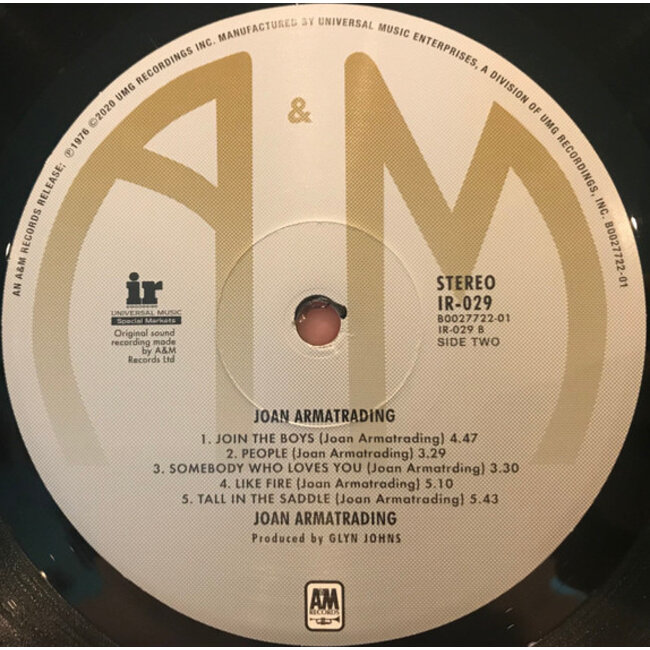 AN A&M RECORDS RELEASE; ℗1976 ©2020 UMG RECORDINGS INC. MANUFACTURED BY UNIVERSAL MUSIC ENTERPRISES, A DIVISION OF UMG RECORDINGS, INC. B0027722-01
A & M
ir
UNIVERSAL MUSIC
Special Markets
Original sound
recording made
by A&M
Records Ltd
STEREO
IR-029
B0027722-01
IR-029 B
SIDE TWO
JOAN ARMATRADING
1. JOIN THE BOYS (Joan Armatrading) 4.47
2. PEOPLE (Joan Armatrading) 3.29
3. SOMEBODY WHO LOVES YOU (Joan Armatrding) 3.30
4. LIKE FIRE (Joan Armatrading) 5.10
5. TALL IN THE SADDLE (Joan Armatrading) 5.43
JOAN ARMATRADING
Produced by GLYN JOHNS
A&M
RECORDS